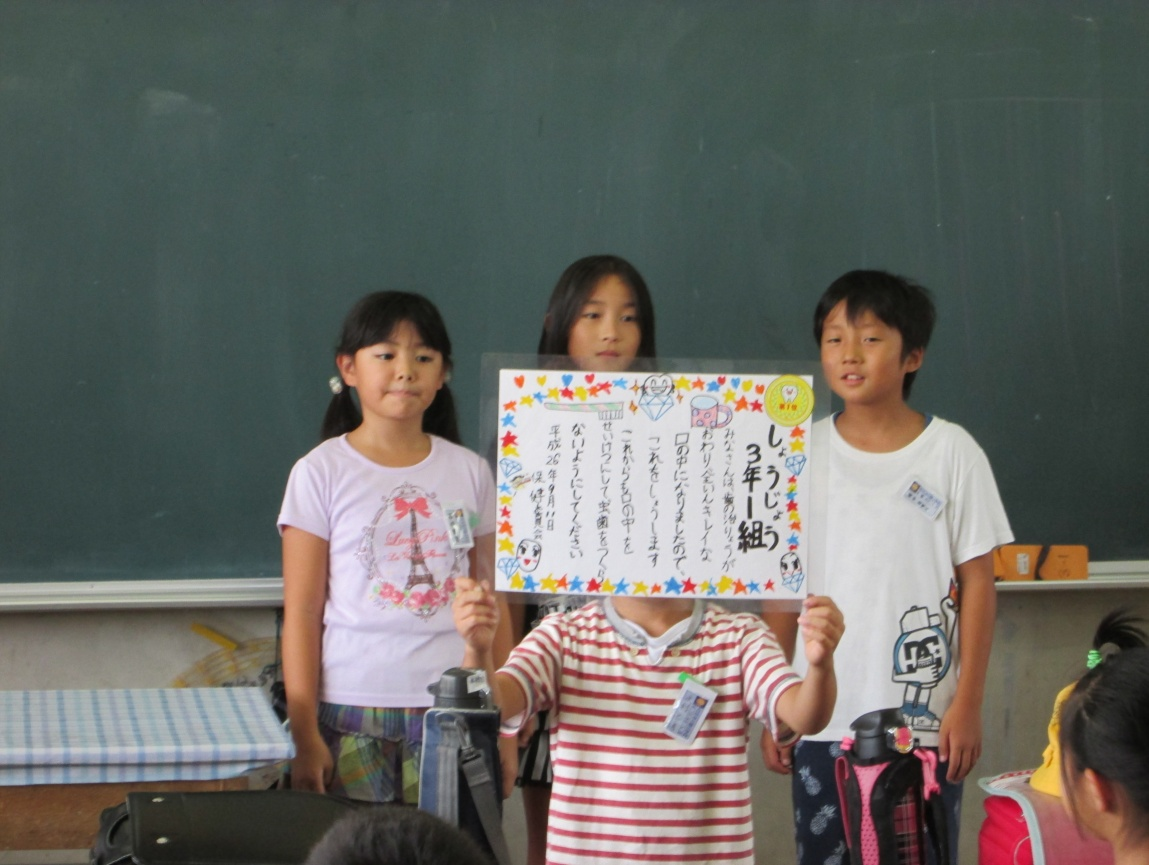 しょうじょう
3年1組
みなさんは、歯の治りょうが
おわり全いんキレイな
口の中になりましたので、
これをしょうします
これからも口の中を
せいけつにして虫歯をつくら
ないようにしてください
平成26年9月11日
保健委員会